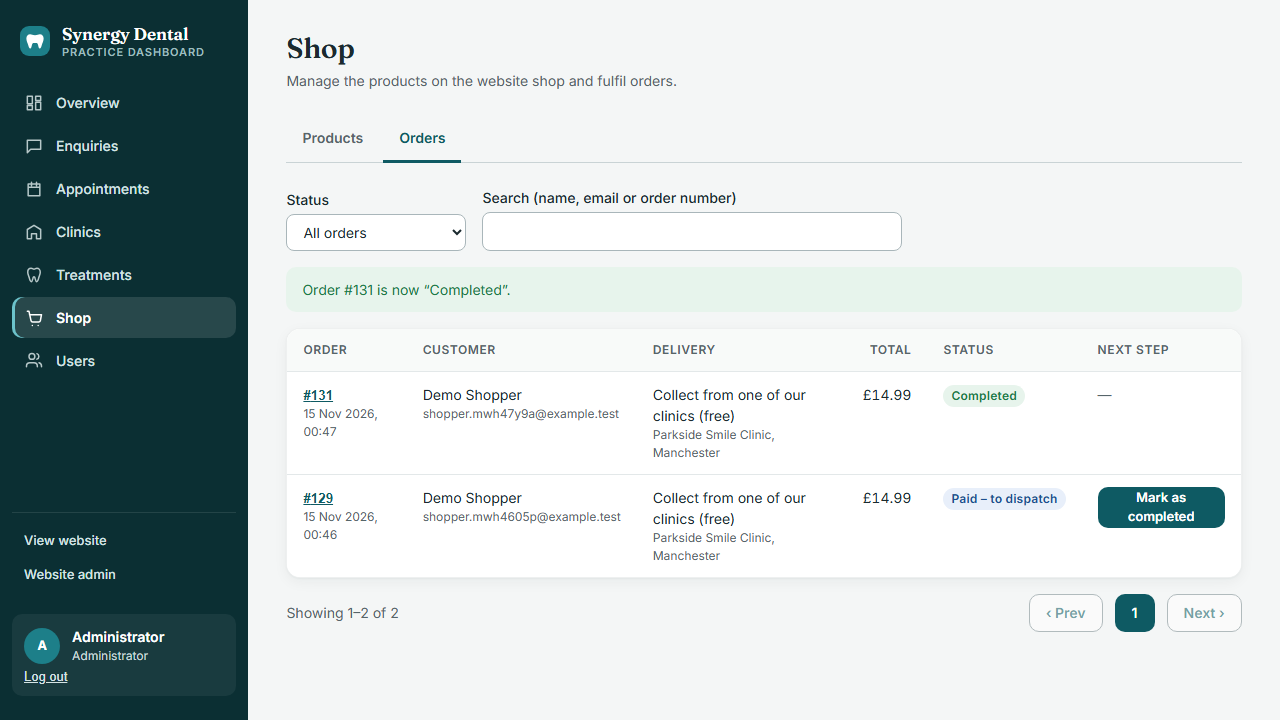 Synergy Dental
PRACTICE DASHBOARD
Overview
Enquiries
Appointments
Clinics
Treatments
Shop
Users
View website
Website admin
A
Administrator
Administrator
Log out
Shop
Manage the products on the website shop and fulfil orders.
Products
Orders
Status
All orders
Search (name, email or order number)
Order #131 is now “Completed”.
ORDER CUSTOMER DELIVERY TOTAL STATUS NEXT STEP
#131
15 Nov 2026,
00:47
Demo Shopper
shopper.mwh47y9a@example.test
Collect from one of our
clinics (free)
Parkside Smile Clinic,
Manchester
£14.99
Completed
—
#129
15 Nov 2026,
00:46
Demo Shopper
shopper.mwh4605p@example.test
Collect from one of our
clinics (free)
Parkside Smile Clinic,
Manchester
£14.99
Paid – to dispatch
Mark as
completed
Showing 1–2 of 2
‹ Prev
1
Next ›